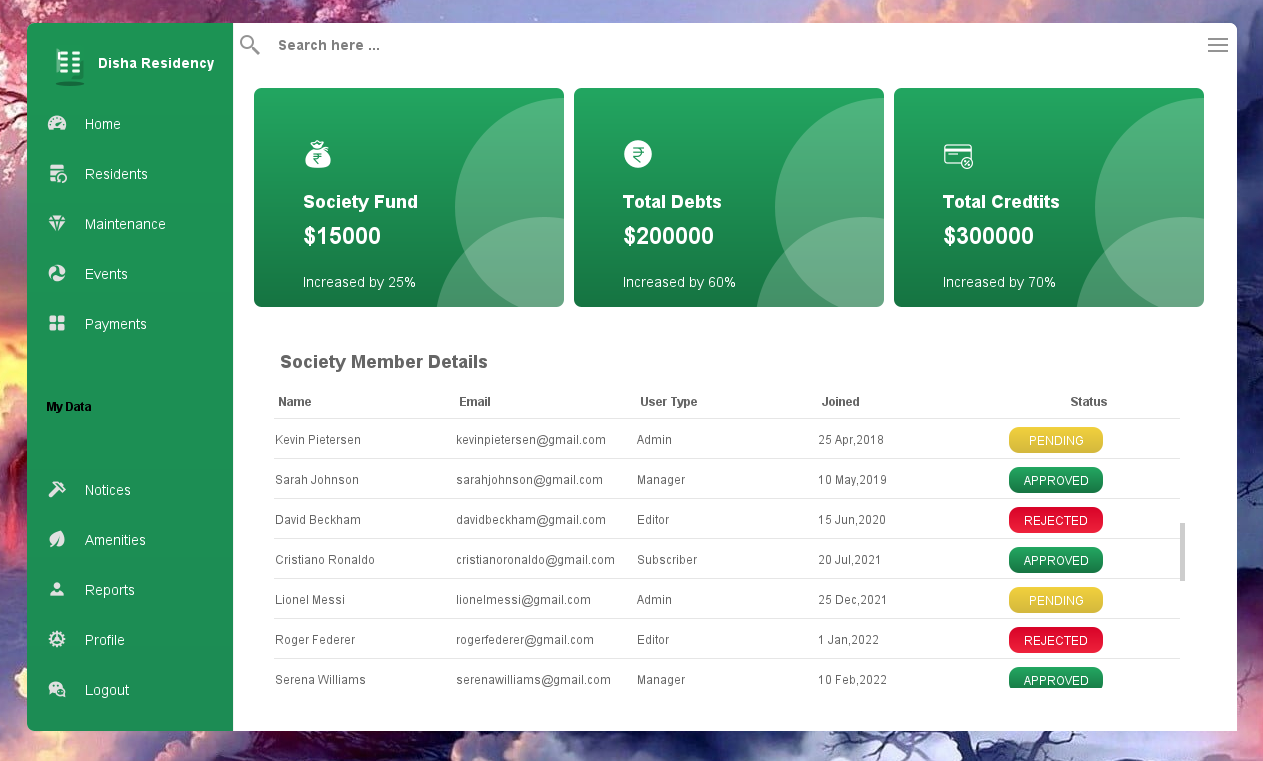 Disha Residency
Search here ...
Home
Residents
Maintenance
Events
Payments
My Data
Notices
Amenities
Reports
Profile
Logout
Society Fund
$15000
Increased by 25%
Total Debts
$200000
Increased by 60%
Total Credtits
$300000
Increased by 70%
Society Member Details
Name Email User Type Joined Status
Kevin Pietersen kevinpietersen@gmail.com Admin 25 Apr,2018 PENDING
Sarah Johnson sarahjohnson@gmail.com Manager 10 May,2019 APPROVED
David Beckham davidbeckham@gmail.com Editor 15 Jun,2020 REJECTED
Cristiano Ronaldo cristianoronaldo@gmail.com Subscriber 20 Jul,2021 APPROVED
Lionel Messi lionelmessi@gmail.com Admin 25 Dec,2021 PENDING
Roger Federer rogerfederer@gmail.com Editor 1 Jan,2022 REJECTED
Serena Williams serenawilliams@gmail.com Manager 10 Feb,2022 APPROVED